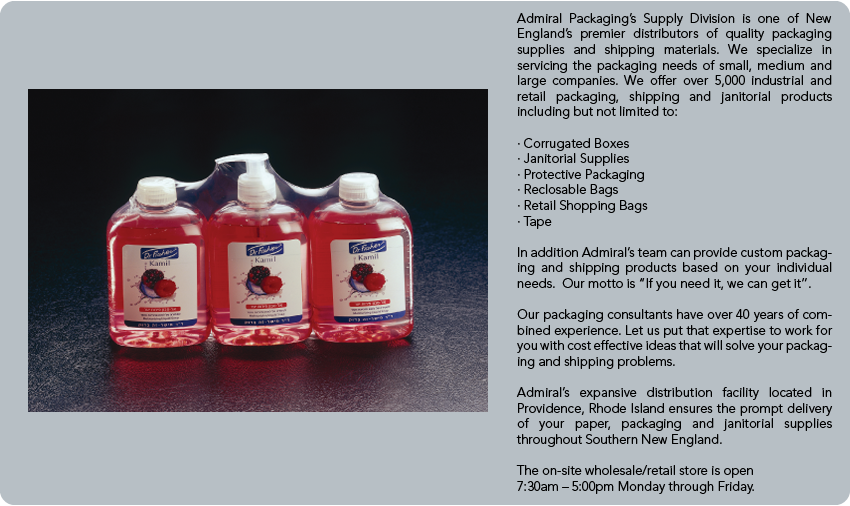 Admiral Packaging's Supply Division is one of New
England's premier distributors of quality packaging
supplies and shipping materials. We specialize in
servicing the packaging needs of small, medium and
large companies. We offer over 5,000 industrial and
retail packaging, shipping and janitorial products
including but not limited to:
· Corrugated Boxes
· Janitorial Supplies
· Protective Packaging
· Reclosable Bags
· Retail Shopping Bags
· Tape
In addition Admiral's team can provide custom packag-
ing and shipping products based on your individual
needs. Our motto is "If you need it, we can get it".
Our packaging consultants have over 40 years of com-
bined experience. Let us put that expertise to work for
you with cost effective ideas that will solve your packag-
ing and shipping problems.
Admiral's expansive distribution facility located in
Providence, Rhode Island ensures the prompt delivery
of your paper, packaging and janitorial supplies
throughout Southern New England.
The on-site wholesale/retail store is open
7:30am – 5:00pm Monday through Friday.
Dr Fischer
Kamil
Dr Fischer
Kamil
Dr Fischer
Kamil